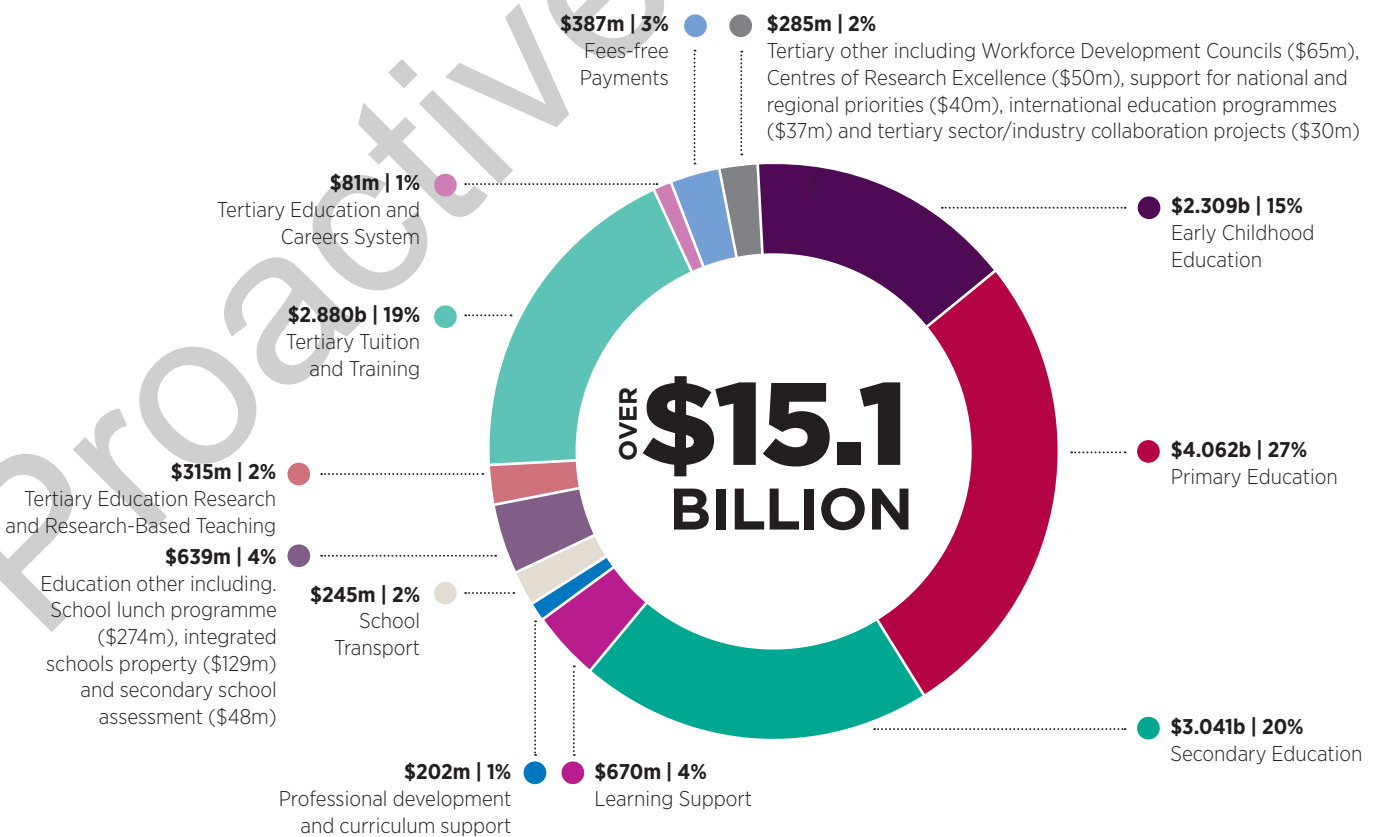 $387m | 3%
Fees-free
Payments
$285m | 2%
Tertiary other including Workforce Development Councils ($65m),
Centres of Research Excellence ($50m), support for national and
regional priorities ($40m), international education programmes
($37m) and tertiary sector/industry collaboration projects ($30m)
$81m | 1%
Tertiary Education and
Careers System
$2.309b | 15%
Early Childhood
Education
$2.880b | 19%
Tertiary Tuition
and Training
OVER
$15.1
BILLION
$4.062b | 27%
Primary Education
$315m | 2%
Tertiary Education Research
and Research-Based Teaching
$639m | 4%
Education other including.
School lunch programme
($274m), integrated
schools property ($129m)
and secondary school
assessment ($48m)
$245m | 2%
School
Transport
$3.041b | 20%
Secondary Education
$202m | 1%
Professional development
and curriculum support
$670m | 4%
Learning Support
Proactive